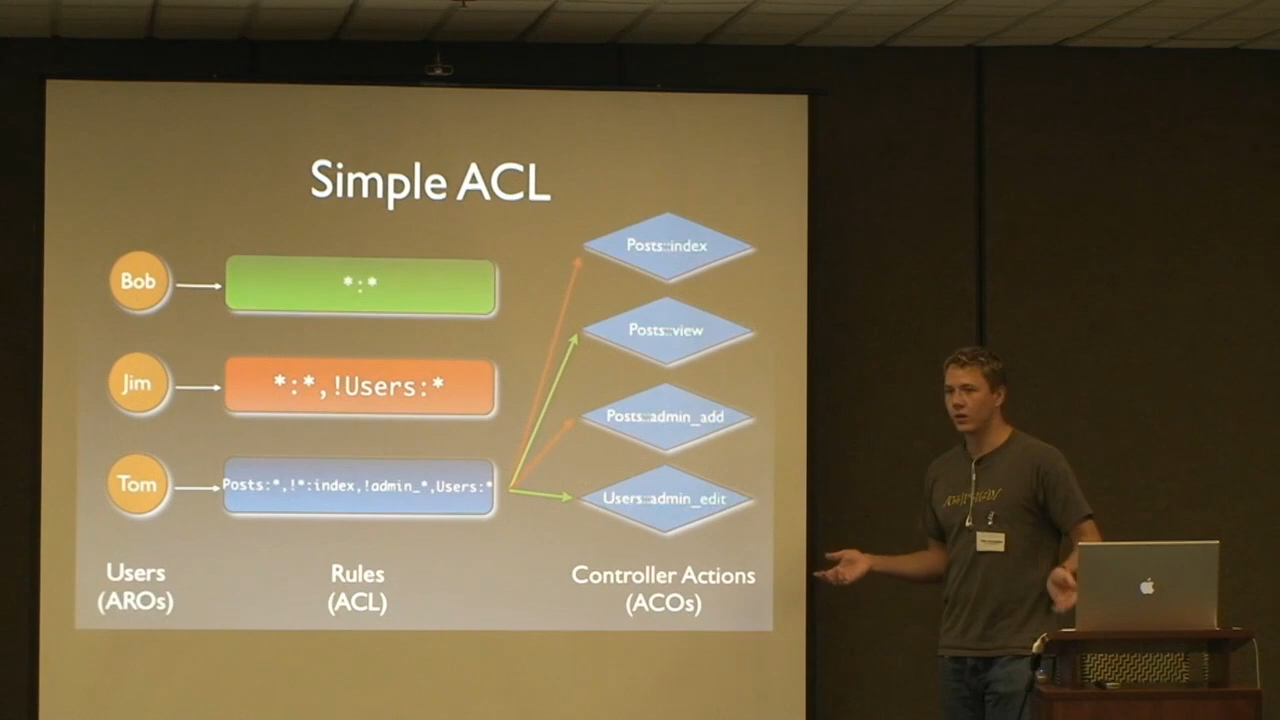 Simple ACL
Bob
*:*
Posts::index
Posts::view
Jim
*:*,!Users:*
Posts::admin_add
Tom
Posts:*,!*:index,!admin_*,Users:*
Users::admin_edit
Users
(AROs)
Rules
(ACL)
Controller Actions
(ACOs)